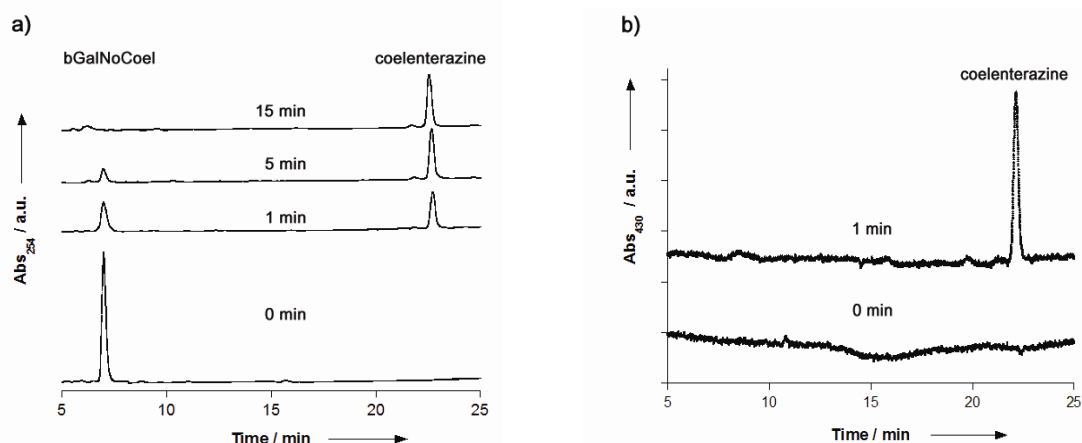 a)
bGalNoCoel coelenterazine
15 min
5 min
1 min
0 min
Abs254 / a.u.
5 10 15 20 25
Time / min
b)
coelenterazine
1 min
0 min
Abs430 / a.u.
5 10 15 20 25
Time / min